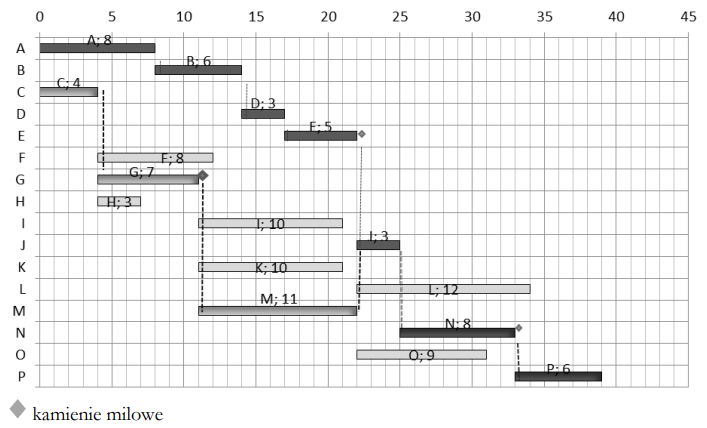 0 5 10 15 20 25 30 35 40 45
A A; 8
B B; 6
C C; 4
D D; 3
E E; 5
F F; 8
G G; 7
H H; 3
I I; 10
J J; 3
K K; 10
L L; 12
M M; 11
N N; 8
O O; 9
P P; 6
kamienie milowe